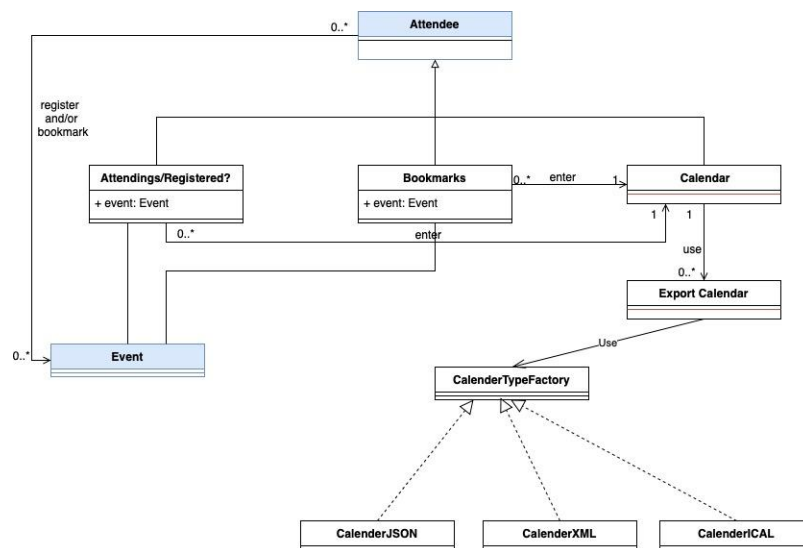 Attendee
0..*
register
and/or
bookmark
Attendings/Registered?
+ event: Event
Bookmarks
+ event: Event
0..*
enter
1
Calendar
0..*
enter
1
1
use
0..*
Export Calendar
Use
0..*
Event
CalenderTypeFactory
CalenderJSON
CalenderXML
CalenderICAL